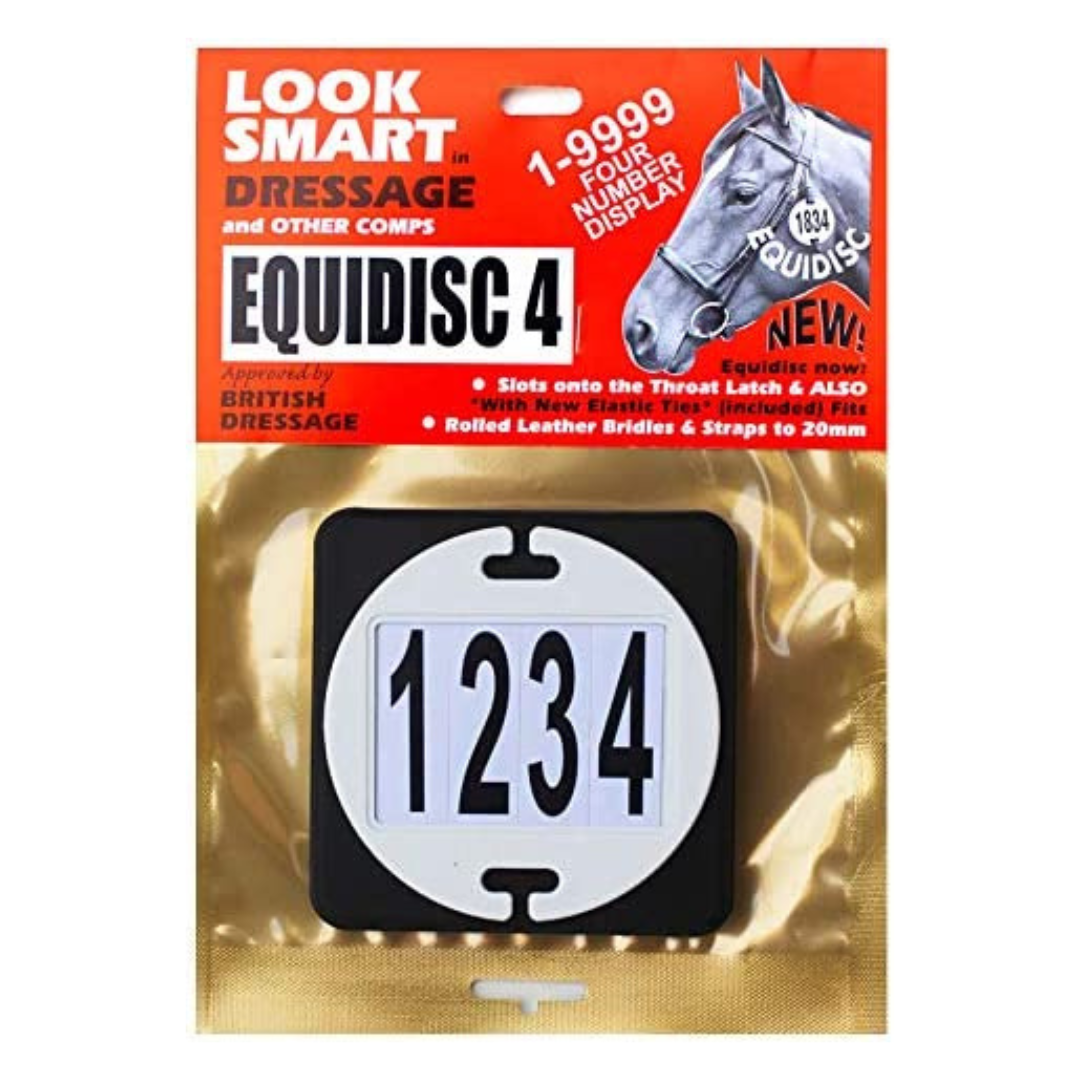 LOOK
SMART in
DRESSAGE
and OTHER COMPS
EQUIDISC 4
Approved by
BRITISH
DRESSAGE
1-9999
FOUR
NUMBER
DISPLAY
1834
EQUIDISC
NEW!
Equidisc now:
• Slots onto the Throat Latch & ALSO
"With New Elastic Ties" (included) Fits
• Rolled Leather Bridles & Straps to 20mm
1234